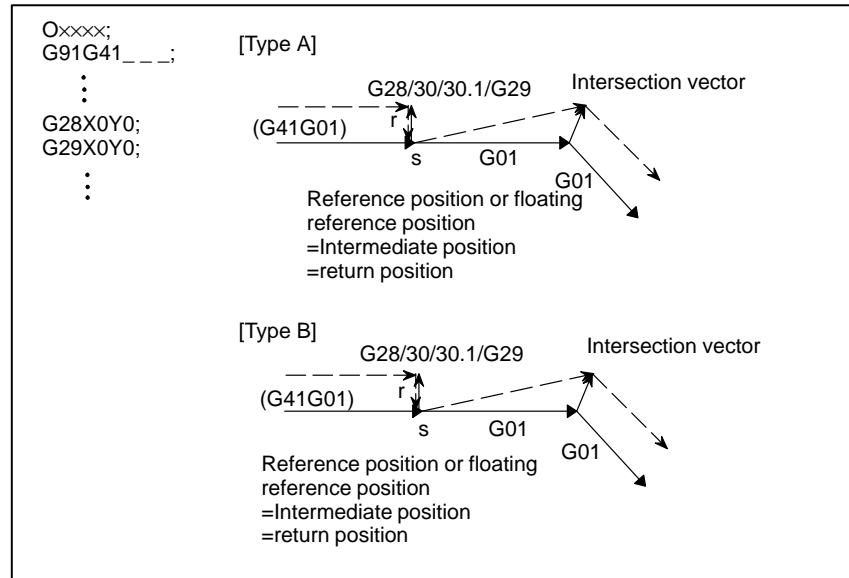 O××××;
G91G41_ _ _;
G28X0Y0;
G29X0Y0;
[Type A]
G28/30/30.1/G29
Intersection vector
(G41G01)
r
s
G01
G01
Reference position or floating
reference position
=Intermediate position
=return position
[Type B]
G28/30/30.1/G29
Intersection vector
(G41G01)
r
s
G01
G01
Reference position or floating
reference position
=Intermediate position
=return position